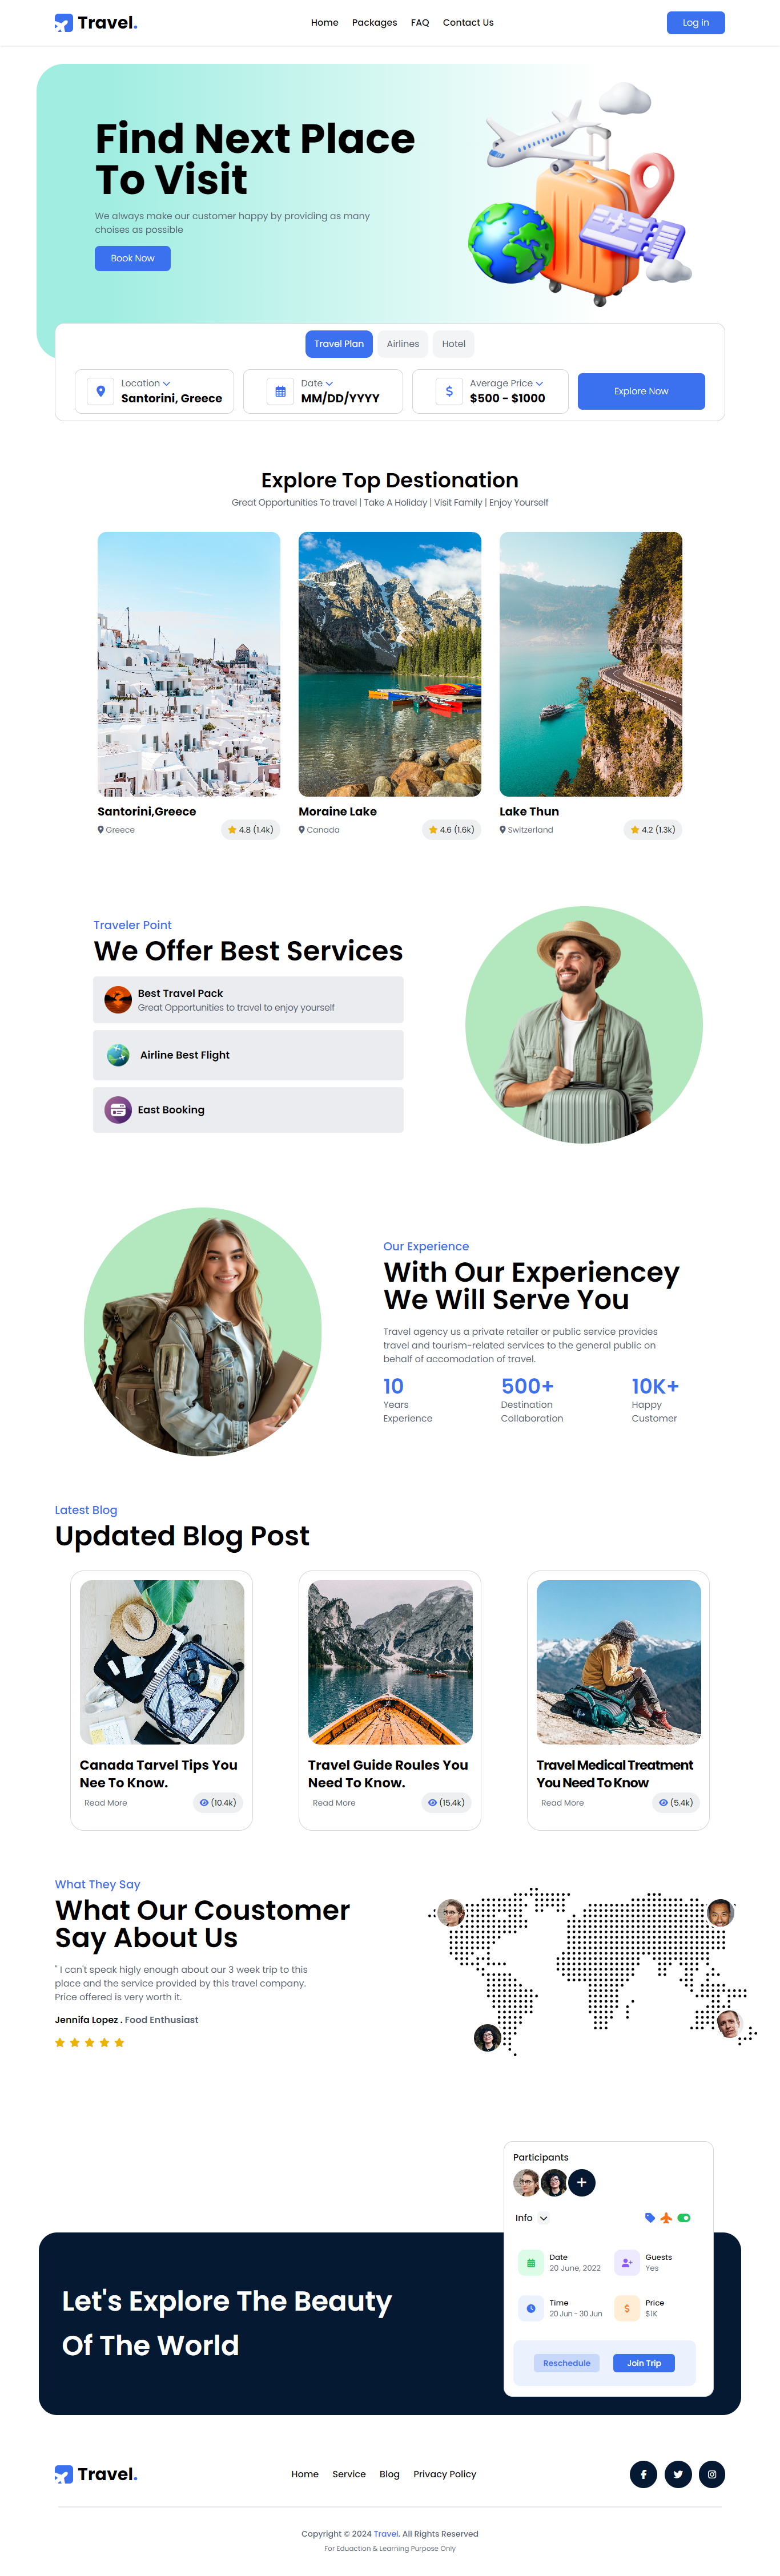 Travel.
Home Packages FAQ Contact Us
Log in
Find Next Place
To Visit
We always make our customer happy by providing as many
choises as possible
Book Now
Travel Plan
Airlines
Hotel
Location
Santorini, Greece
Date
MM/DD/YYYY
Average Price
$500 - $1000
Explore Now
Explore Top Destionation
Great Opportunities To travel | Take A Holiday | Visit Family | Enjoy Yourself
Santorini,Greece
Greece
4.8 (1.4k)
Moraine Lake
Canada
4.6 (1.6k)
Lake Thun
Switzerland
4.2 (1.3k)
Traveler Point
We Offer Best Services
Best Travel Pack
Great Opportunities to travel to enjoy yourself
Airline Best Flight
East Booking
Our Experience
With Our Experiencey
We Will Serve You
Travel agency us a private retailer or public service provides
travel and tourism-related services to the general public on
behalf of accomodation of travel.
10
Years
Experience
500+
Destination
Collaboration
10K+
Happy
Customer
Latest Blog
Updated Blog Post
Canada Tarvel Tips You
Nee To Know.
Read More
(10.4k)
Travel Guide Roules You
Need To Know.
Read More
(15.4k)
Travel Medical Treatment
You Need To Know
Read More
(5.4k)
What They Say
What Our Coustomer
Say About Us
" I can't speak higly enough about our 3 week trip to this
place and the service provided by this travel company.
Price offered is very worth it.
Jennifa Lopez . Food Enthusiast
Participants
Info
Date
20 June, 2022
Guests
Yes
Time
20 Jun - 30 Jun
Price
$1K
Reschedule
Join Trip
Let's Explore The Beauty
Of The World
Travel.
Home Service Blog Privacy Policy
Copyright © 2024 Travel. All Rights Reserved
For Eduaction & Learning Purpose Only